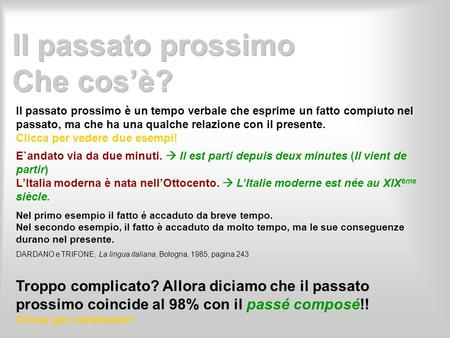 Il passato prossimo
Che cos’è?
Il passato prossimo è un tempo verbale che esprime un fatto compiuto nel
passato, ma che ha una qualche relazione con il presente.
Clicca per vedere due esempi!
E`andato via da due minuti. → Il est parti depuis deux minutes (Il vient de
partir)
L’Italia moderna è nata nell’Ottocento. → L’Italie moderne est née au XIXème
siècle.
Nel primo esempio il fatto é accaduto da breve tempo.
Nel secondo esempio, il fatto è accaduto da molto tempo, ma le sue conseguenze
durano nel presente.
DARDANO e TRIFONE, La lingua italiana, Bologna, 1985, pagina 243.
Troppo complicato? Allora diciamo che il passato
prossimo coincide al 98% con il passé composé!!
Clicca per continuare!